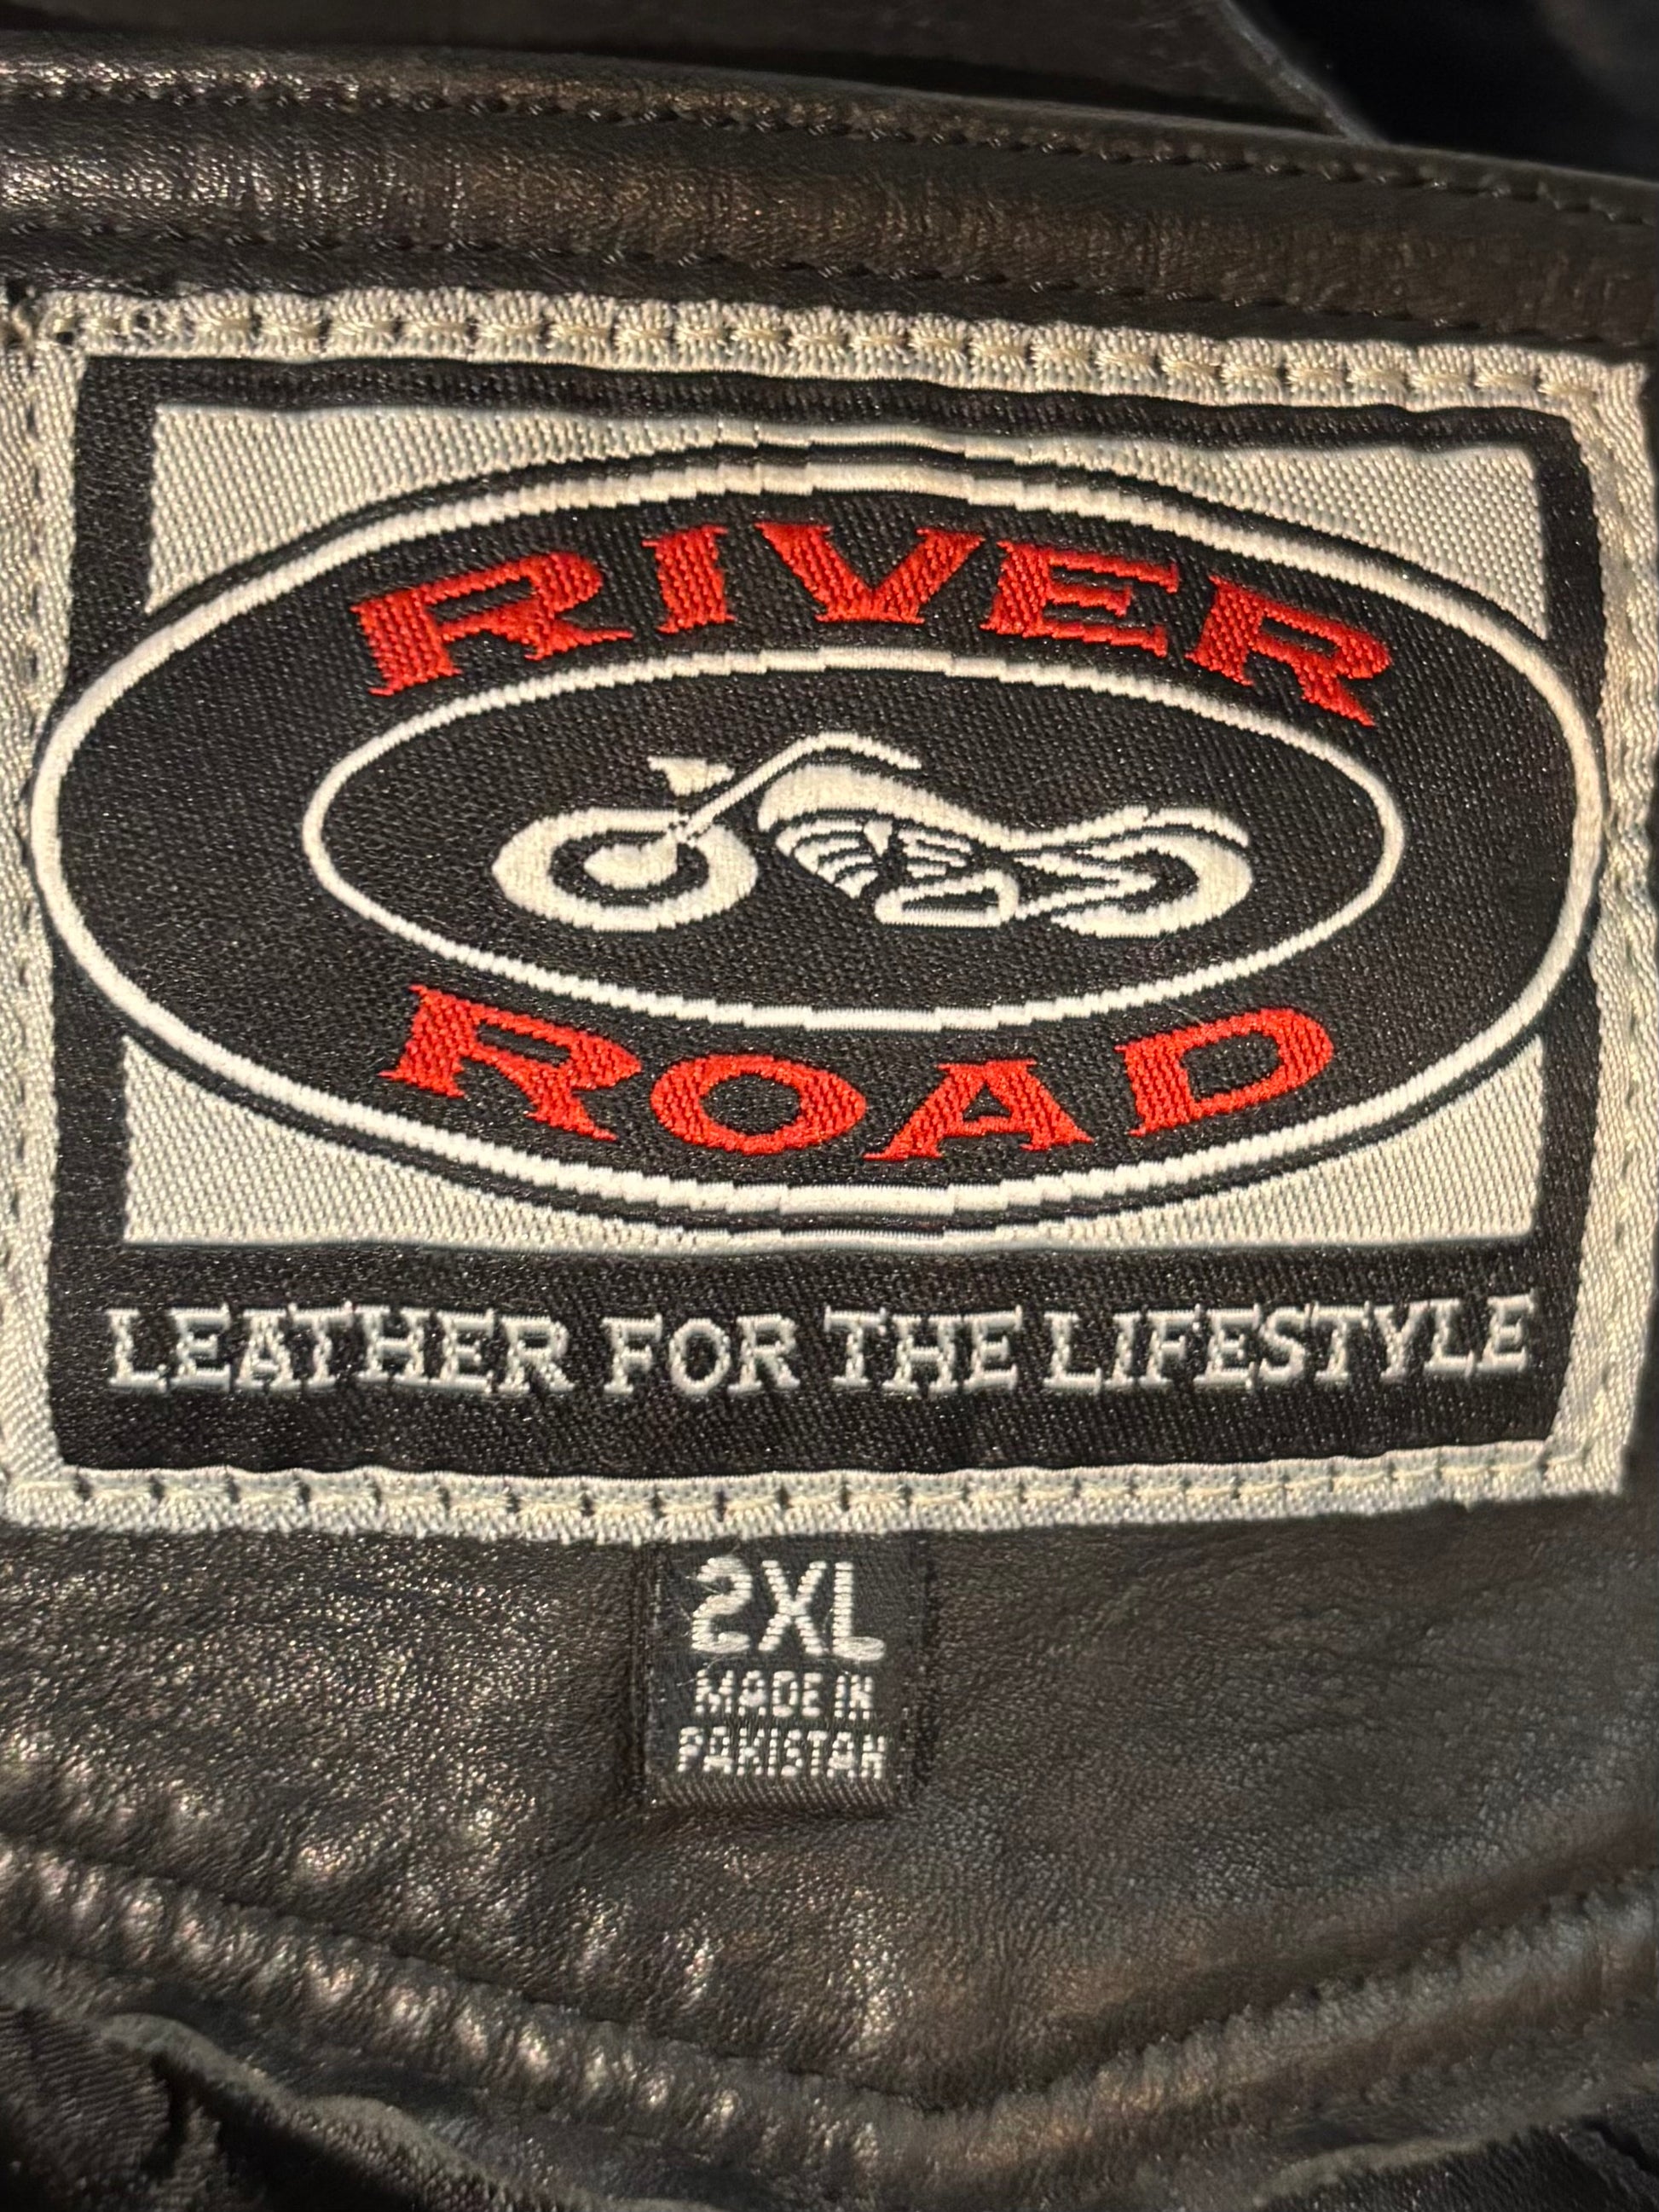 RIVER
ROAD
LEATHER FOR THE LIFESTYLE
2XL
MADE IN
PAKISTAN